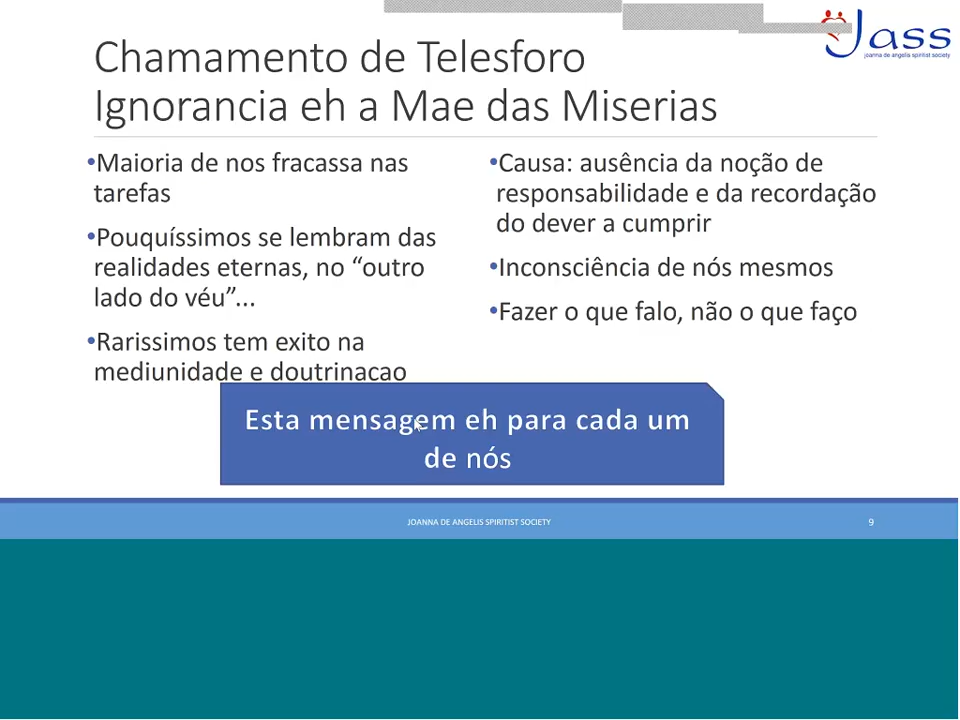 Jass
joanna de angelis spiritist society
Chamamento de Telesforo
Ignorancia eh a Mae das Miserias
•Maioria de nos fracassa nas
tarefas
•Pouquíssimos se lembram das
realidades eternas, no “outro
lado do véu”...
•Rarissimos tem exito na
mediunidade e doutrinacao
•Causa: ausência da noção de
responsabilidade e da recordação
do dever a cumprir
•Inconsciência de nós mesmos
•Fazer o que falo, não o que faço
Esta mensagem eh para cada um
de nós
JOANNA DE ANGELIS SPIRITIST SOCIETY
9